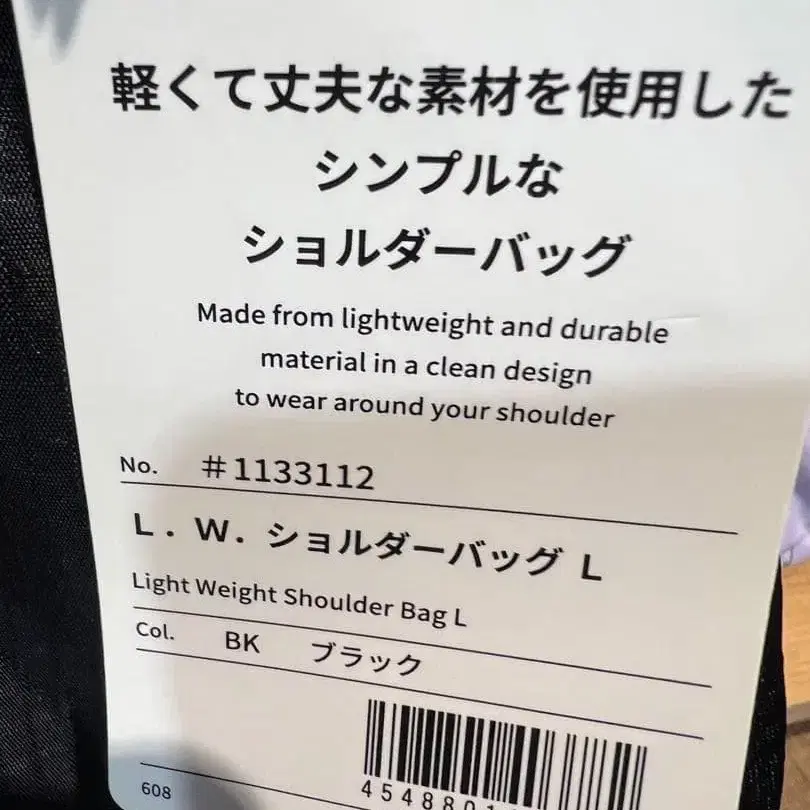 軽くて丈夫な素材を使用した
シンプルな
ショルダーバッグ
Made from lightweight and durable
material in a clean design
to wear around your shoulder
No. #1133112
L. W. ショルダーバッグ L
Light Weight Shoulder Bag L
Col. BK ブラック
608